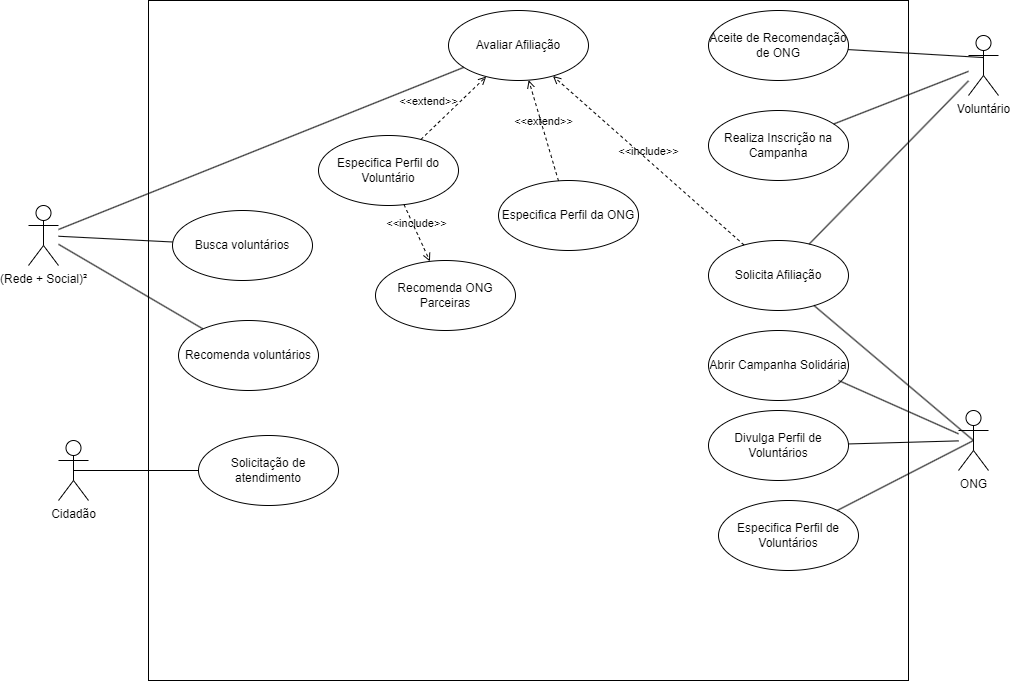 Avaliar Afiliação
Aceite de Recomendação
de ONG
Voluntário
<<extend>>
<<extend>>
Realiza Inscrição na
Campanha
<<include>>
Especifica Perfil do
Voluntário
Especifica Perfil da ONG
<<include>>
(Rede + Social)²
Busca voluntários
Solicita Afiliação
Recomenda ONG
Parceiras
Recomenda voluntários
Abrir Campanha Solidária
Divulga Perfil de
Voluntários
Solicitação de
atendimento
ONG
Cidadão
Especifica Perfil de
Voluntários